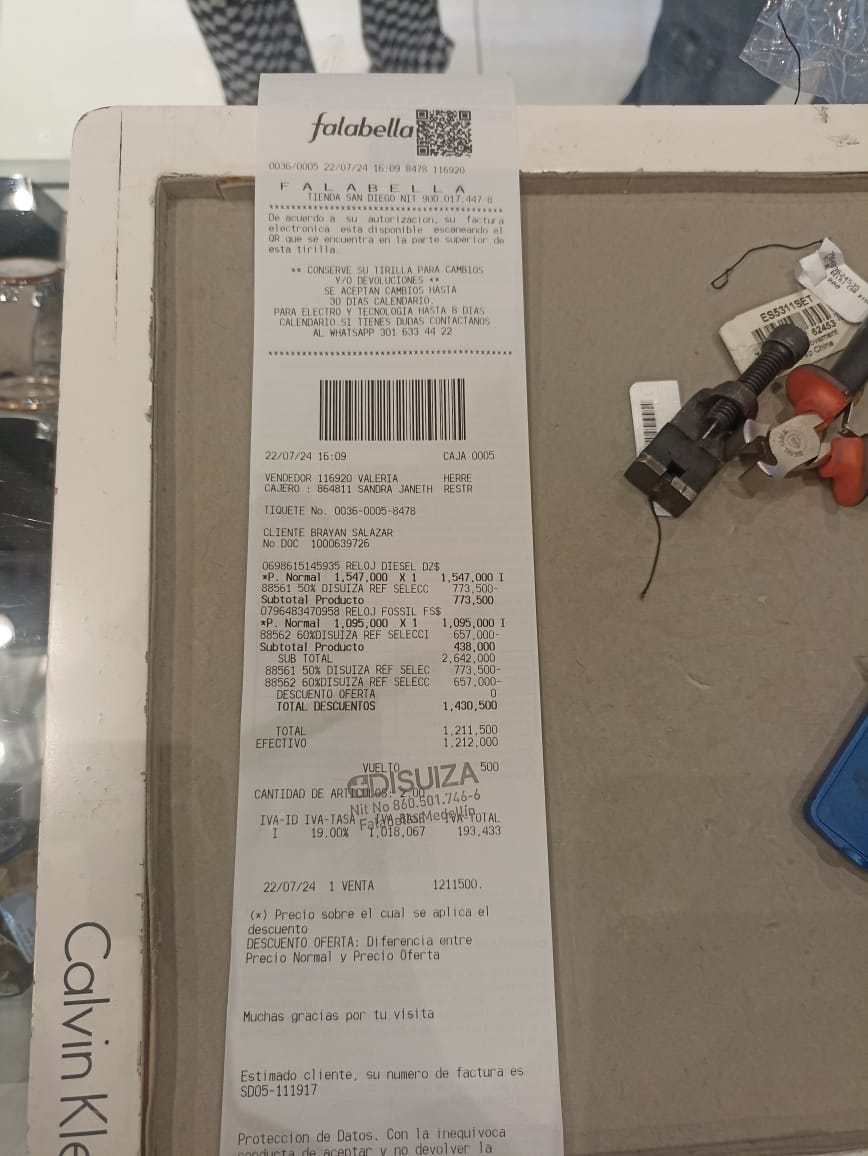 falabella
0036/0005 22/07/24 16:09 8478 116920
F A L A B E L L A
TIENDA SAN DIEGO NIT 900.017.447-8
De acuerdo a su autorizacion, su factura
electronica esta disponible escaneando el
QR que se encuentra en la parte superior de
esta tirilla.
** CONSERVE SU TIRILLA PARA CAMBIOS
Y/O DEVOLUCIONES **
SE ACEPTAN CAMBIOS HASTA
30 DIAS CALENDARIO.
PARA ELECTRO Y TECNOLOGIA HASTA 8 DIAS
CALENDARIO.SI TIENES DUDAS CONTACTANOS
AL WHATSAPP 301 633 44 22
22/07/24 16:09 CAJA 0005
VENDEDOR 116920 VALERIA HERRE
CAJERO : 864811 SANDRA JANETH RESTR
TIQUETE No. 0036-0005-8478
CLIENTE BRAYAN SALAZAR
No DOC 1000639726
0698615145935 RELOJ DIESEL DZ$
*P. Normal 1,547,000 X 1 1,547,000 I
88561 50% DISUIZA REF SELECC 773,500-
Subtotal Producto 773,500
0796483470958 RELOJ FOSSIL FS$
*P. Normal 1,095,000 X 1 1,095,000 I
88562 60%DISUIZA REF SELECCI 657,000-
Subtotal Producto 438,000
SUB TOTAL 2,642,000
88561 50% DISUIZA REF SELEC 773,500-
88562 60%DISUIZA REF SELECC 657,000-
DESCUENTO OFERTA 0
TOTAL DESCUENTOS 1,430,500
TOTAL 1,211,500
EFECTIVO 1,212,000
VUELTO 500
DISUIZA
CANTIDAD DE ARTICULOS: 2.00
Nit No 860.501.746-6
Falabella Medellin
IVA-ID IVA-TASA IVA-BASE IVA-TOTAL
I 19.00% 1,018,067 193,433
22/07/24 1 VENTA 1211500.
(*) Precio sobre el cual se aplica el
descuento
DESCUENTO OFERTA: Diferencia entre
Precio Normal y Precio Oferta
Muchas gracias por tu visita
Estimado cliente, su numero de factura es
SD05-111917
Proteccion de Datos. Con la inequivoca
conducta de aceptar y no devolver la
Calvin Kle
ES5311SET
62453
ovement
China